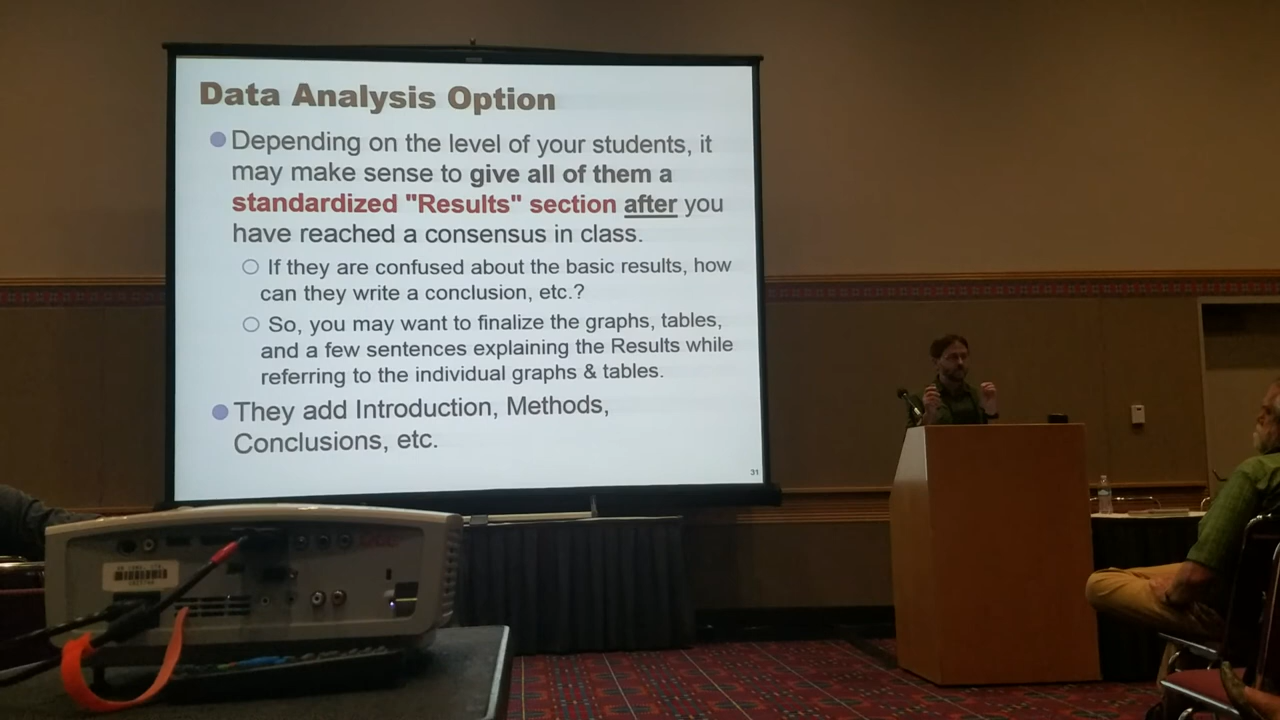 Data Analysis Option
Depending on the level of your students, it
may make sense to give all of them a
standardized "Results" section after you
have reached a consensus in class.
If they are confused about the basic results, how
can they write a conclusion, etc.?
So, you may want to finalize the graphs, tables,
and a few sentences explaining the Results while
referring to the individual graphs & tables.
They add Introduction, Methods,
Conclusions, etc.
31